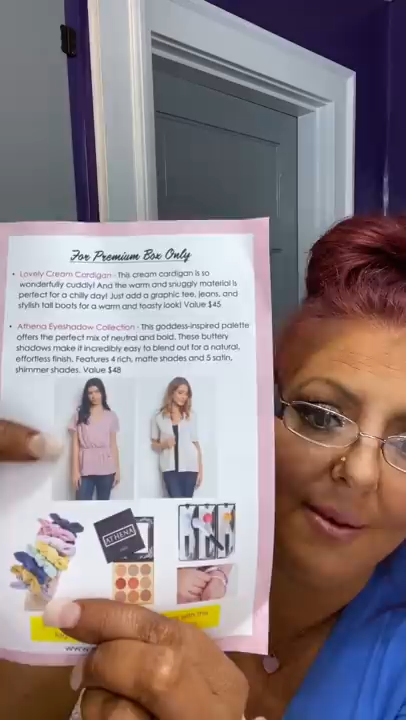 For Premium Box Only
• Lovely Cream Cardigan - This cream cardigan is so
wonderfully cuddly! And the warm and snuggly material is
perfect for a chilly day! Just add a graphic tee, jeans, and
stylish tall boots for a warm and toasty look! Value $45
• Athena Eyeshadow Collection - This goddess-inspired palette
offers the perfect mix of neutral and bold. These buttery
shadows make it incredibly easy to blend out for a natural,
effortless finish. Features 4 rich, matte shades and 5 satin,
shimmer shades. Value $48
ATHENA
with this